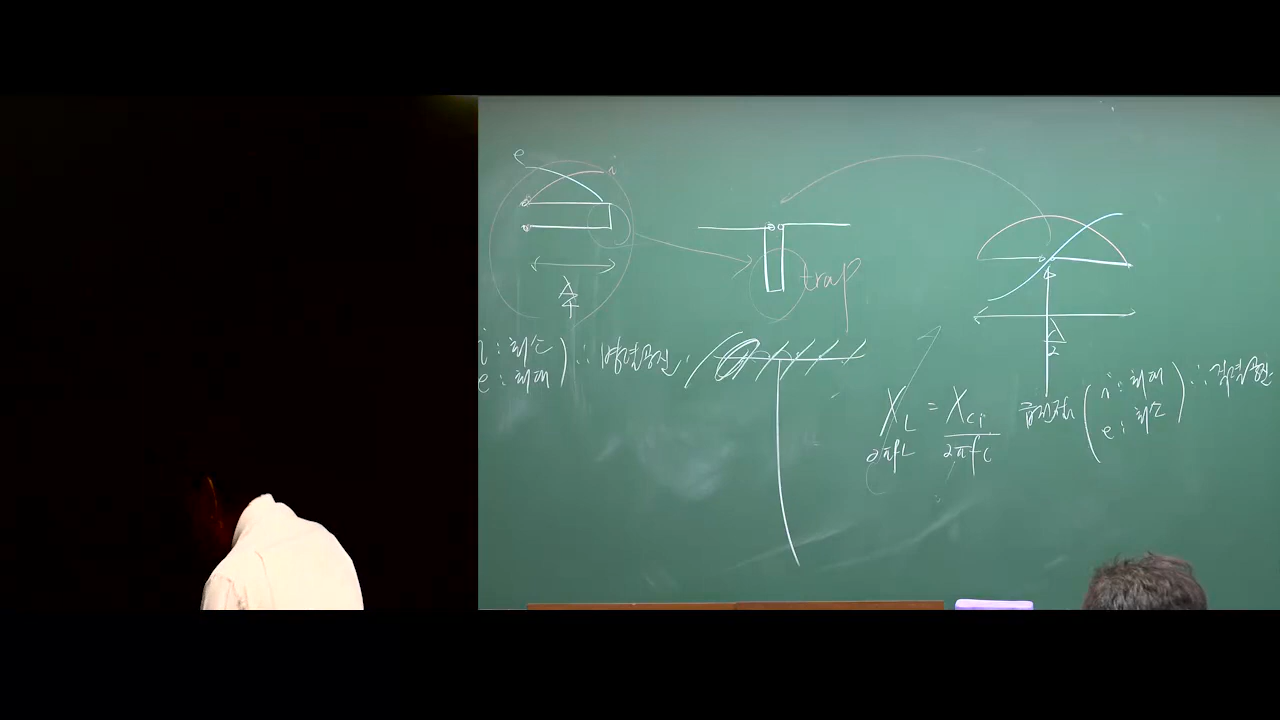 e
i
λ/4
trap
λ/2
i : 최소
e : 최대 ) ∴ 병렬공진
X_L = X_C
2πfL
2πfC
급전점 ( i : 최대
e : 최소 ) ∴ 직렬공진